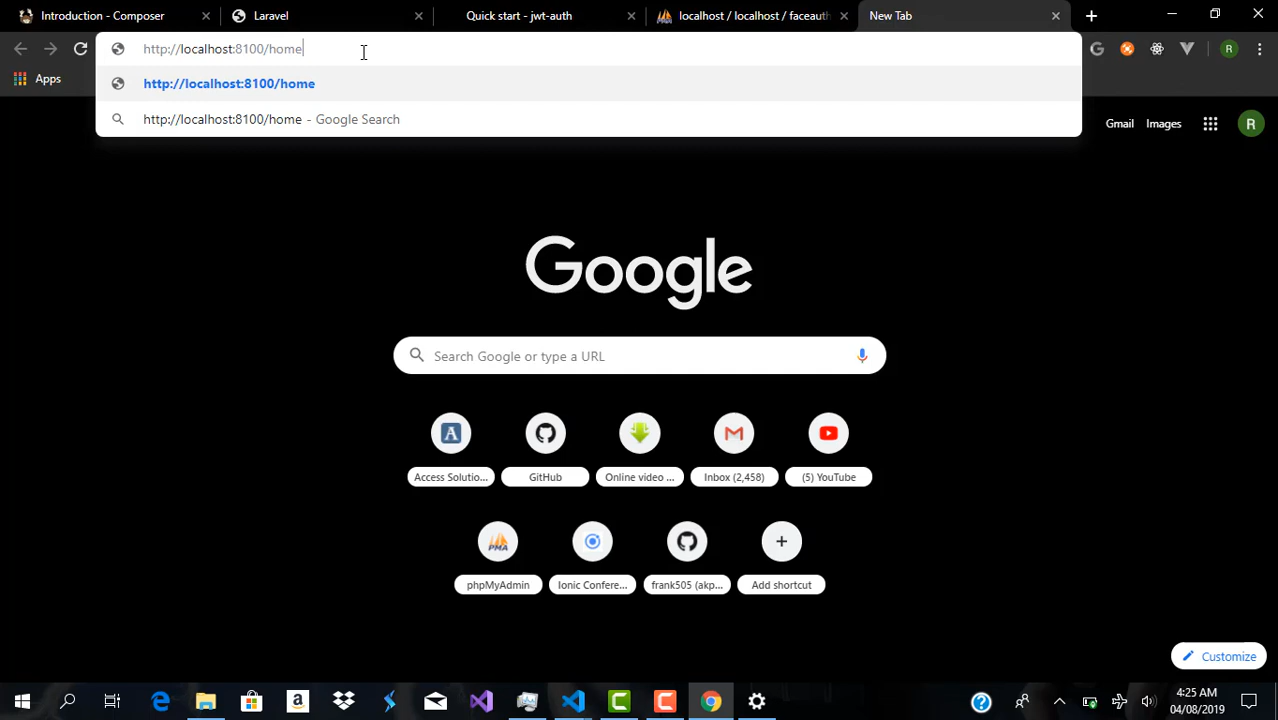 Introduction - Composer
Laravel
Quick start - jwt-auth
localhost / localhost / faceauth
New Tab
http://localhost:8100/home
R
Apps
http://localhost:8100/home
http://localhost:8100/home - Google Search
Gmail
Images
R
Google
Search Google or type a URL
A
Access Solutio...
GitHub
Online video ...
Inbox (2,458)
(5) YouTube
PMA
phpMyAdmin
Ionic Confere...
frank505 (akp...
Add shortcut
Customize
4:25 AM
04/08/2019